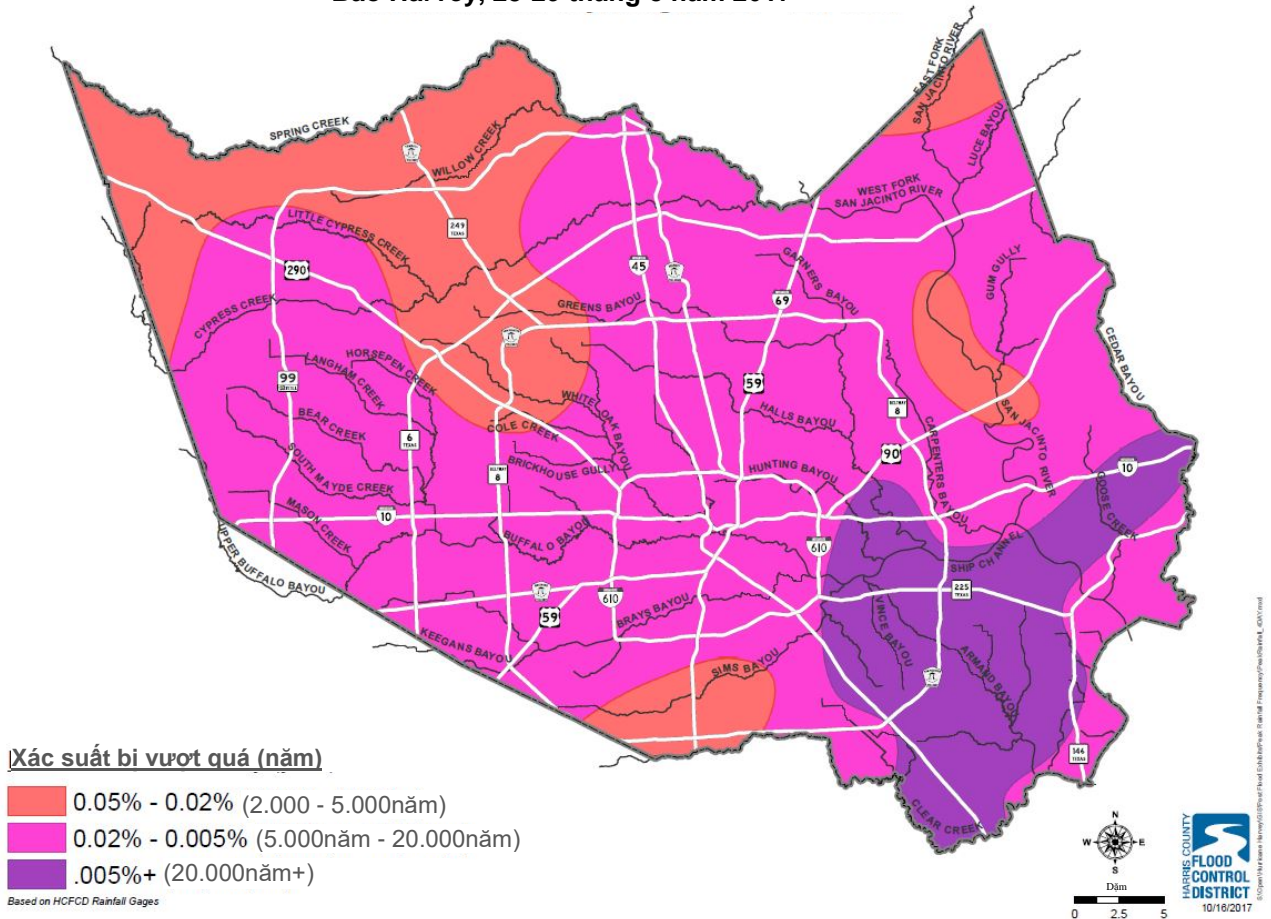 SPRING CREEK
WILLOW CREEK
EAST FORK
SAN JACINTO RIVER
LUCE BAYOU
WEST FORK
SAN JACINTO RIVER
LITTLE CYPRESS CREEK
249
TEXAS
290
45
GARNERS BAYOU
GUM GULLY
69
CYPRESS CREEK
GREENS BAYOU
CEDAR BAYOU
HORSEPEN CREEK
LANGHAM CREEK
99
59
WHITE OAK BAYOU
HALLS BAYOU
BELTWAY
8
BEAR CREEK
COLE CREEK
6
TEXAS
CARPENTERS BAYOU
SAN JACINTO RIVER
90
BRICKHOUSE GULLY
HUNTING BAYOU
SOUTH MAYDE CREEK
BELTWAY
8
10
GOOSE CREEK
MASON CREEK
10
BUFFALO BAYOU
UPPER BUFFALO BAYOU
610
SHIP CHANNEL
59
610
225
TEXAS
BRAYS BAYOU
VINCE BAYOU
KEEGANS BAYOU
ARMAND BAYOU
SIMS BAYOU
146
TEXAS
CLEAR CREEK
Xác suất bị vượt quá (năm)
0.05% - 0.02% (2.000 - 5.000năm)
0.02% - 0.005% (5.000năm - 20.000năm)
.005%+ (20.000năm+)
Based on HCFCD Rainfall Gages
N
W E
S
Dặm
0 2.5 5
HARRIS COUNTY
FLOOD
CONTROL
DISTRICT
10/16/2017